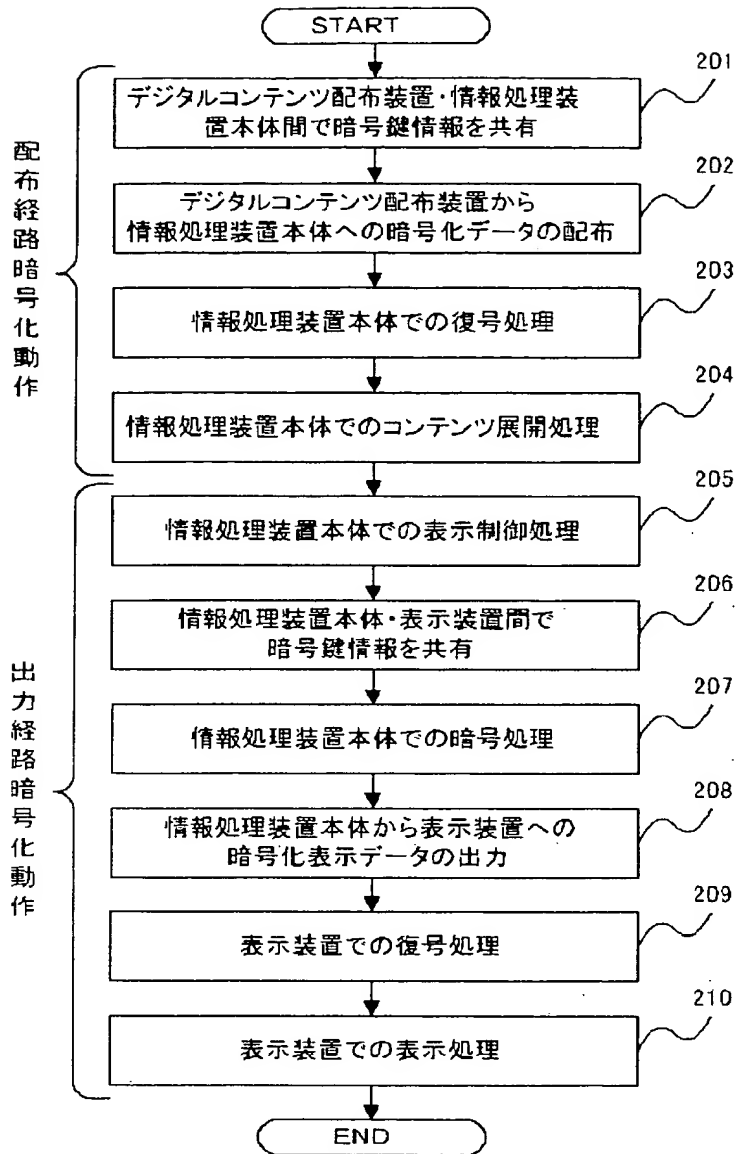 START
201
デジタルコンテンツ配布装置・情報処理装
置本体間で暗号鍵情報を共有
202
デジタルコンテンツ配布装置から
情報処理装置本体への暗号化データの配布
203
情報処理装置本体での復号処理
204
情報処理装置本体でのコンテンツ展開処理
配布経路暗号化動作
205
情報処理装置本体での表示制御処理
206
情報処理装置本体・表示装置間で
暗号鍵情報を共有
207
情報処理装置本体での暗号処理
208
情報処理装置本体から表示装置への
暗号化表示データの出力
209
表示装置での復号処理
210
表示装置での表示処理
出力経路暗号化動作
END